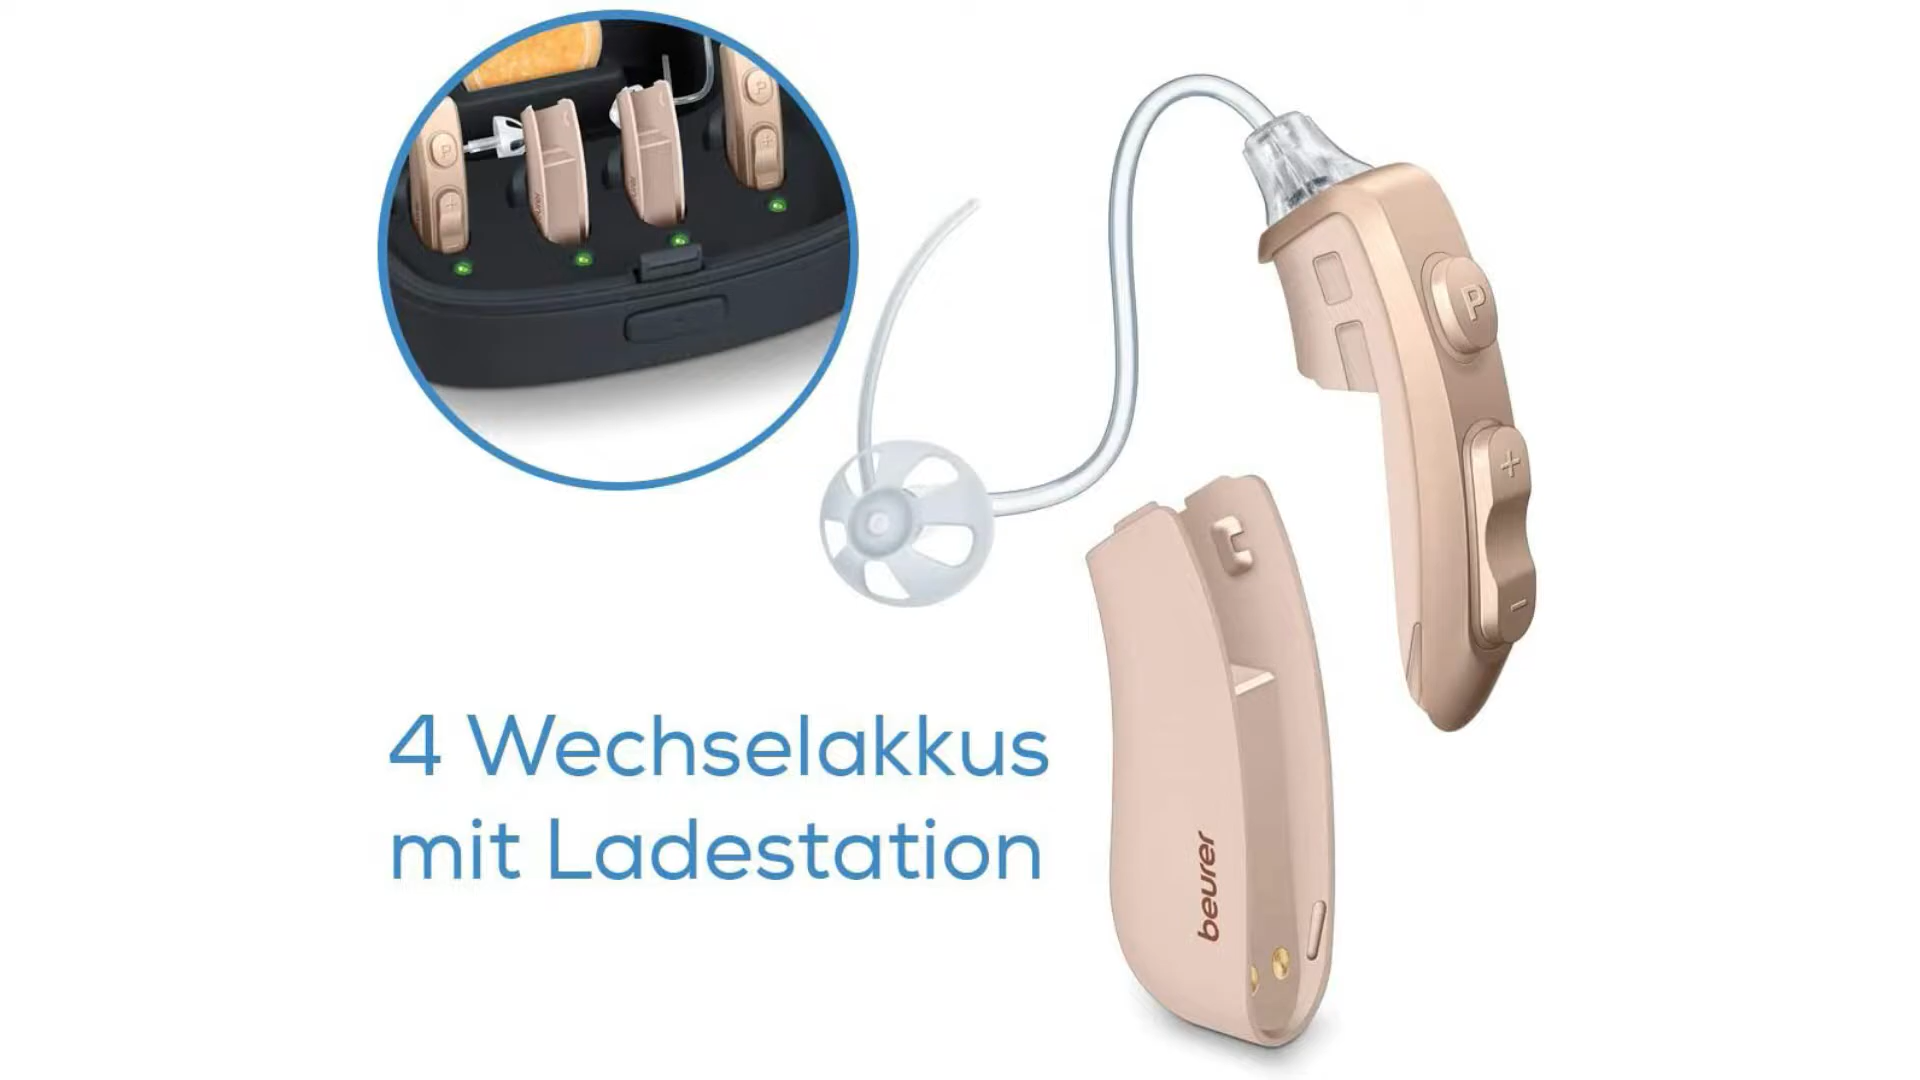 4 Wechselakkus
mit Ladestation
P
+
−
beurer